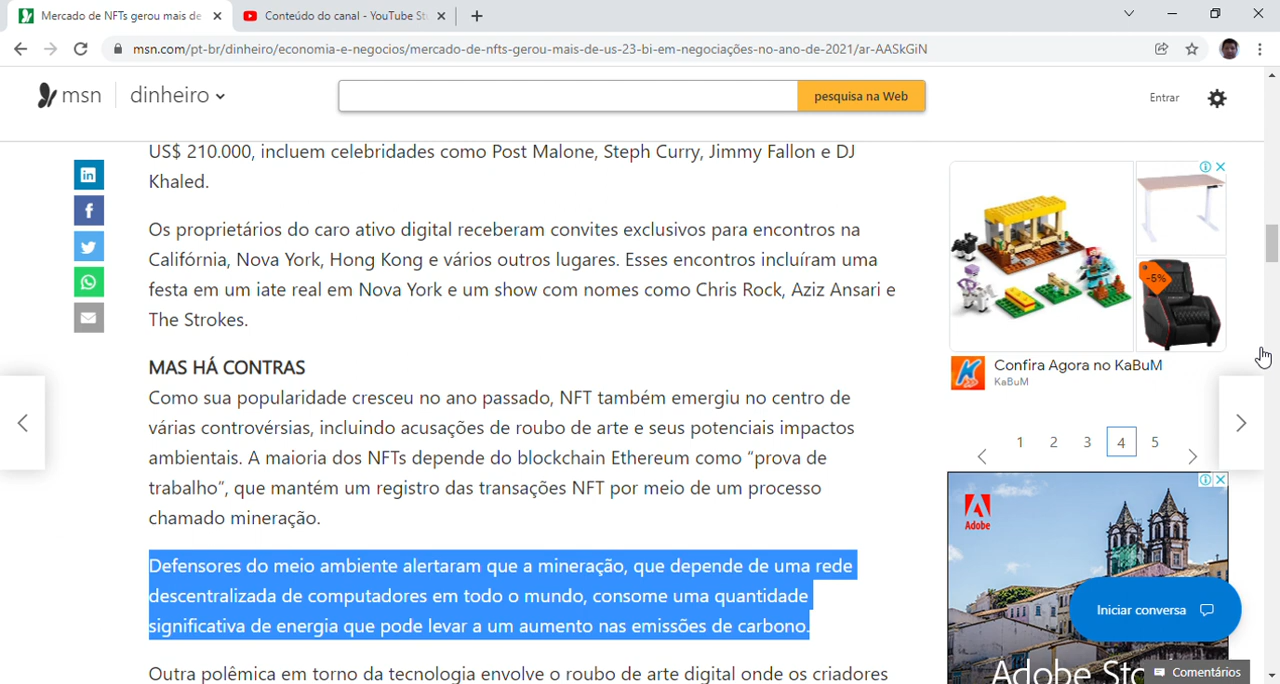 Mercado de NFTs gerou mais de
Conteúdo do canal - YouTube St
msn.com/pt-br/dinheiro/economia-e-negocios/mercado-de-nfts-gerou-mais-de-us-23-bi-em-negociações-no-ano-de-2021/ar-AASkGiN
msn
dinheiro
pesquisa na Web
Entrar
US$ 210.000, incluem celebridades como Post Malone, Steph Curry, Jimmy Fallon e DJ
Khaled.
Os proprietários do caro ativo digital receberam convites exclusivos para encontros na
Califórnia, Nova York, Hong Kong e vários outros lugares. Esses encontros incluíram uma
festa em um iate real em Nova York e um show com nomes como Chris Rock, Aziz Ansari e
The Strokes.
MAS HÁ CONTRAS
Como sua popularidade cresceu no ano passado, NFT também emergiu no centro de
várias controvérsias, incluindo acusações de roubo de arte e seus potenciais impactos
ambientais. A maioria dos NFTs depende do blockchain Ethereum como “prova de
trabalho”, que mantém um registro das transações NFT por meio de um processo
chamado mineração.
Defensores do meio ambiente alertaram que a mineração, que depende de uma rede
descentralizada de computadores em todo o mundo, consome uma quantidade
significativa de energia que pode levar a um aumento nas emissões de carbono.
Outra polêmica em torno da tecnologia envolve o roubo de arte digital onde os criadores
-5%
Confira Agora no KaBuM
KaBuM
1 2 3 4 5
Adobe
Iniciar conversa
Adobe Sto
Comentários